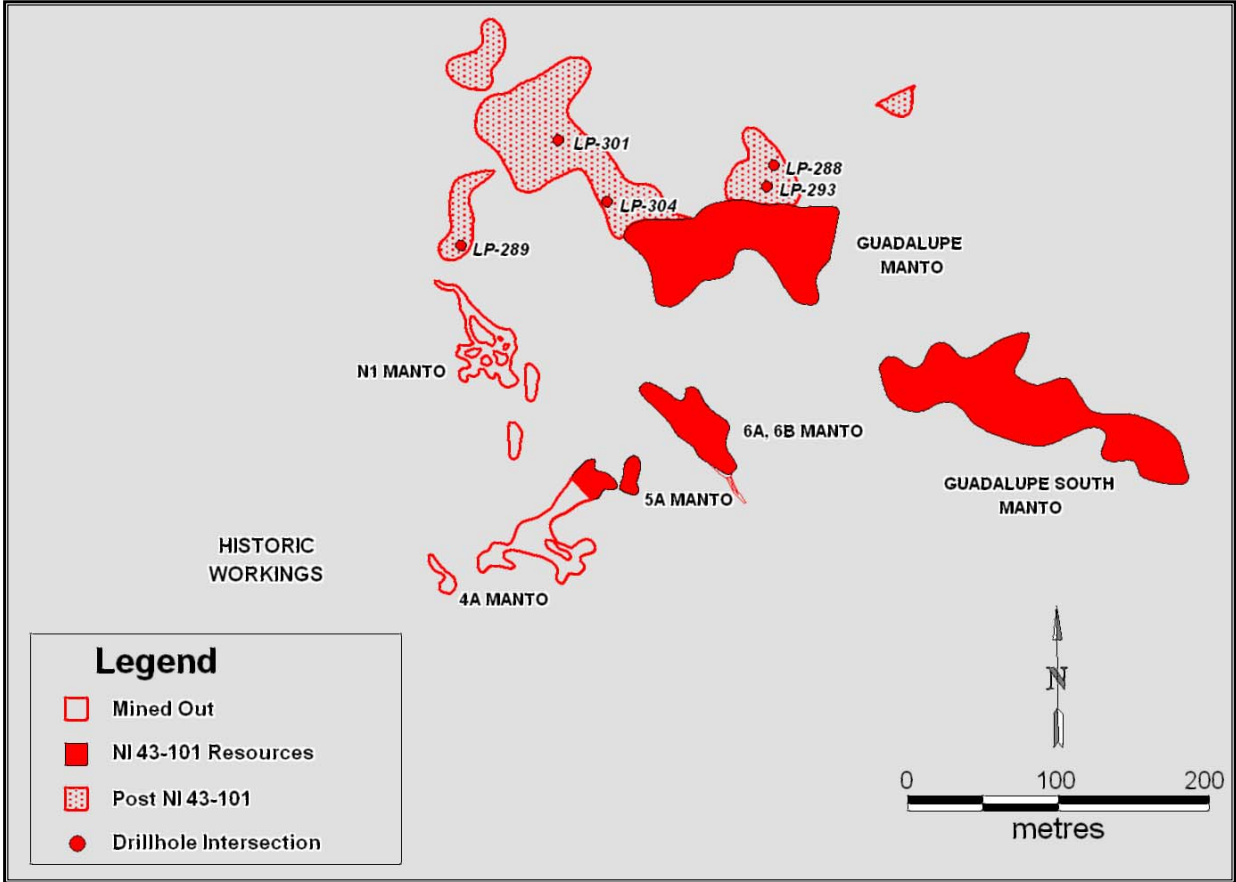 LP-301
LP-288
LP-293
LP-304
LP-289
GUADALUPE
MANTO
N1 MANTO
6A, 6B MANTO
GUADALUPE SOUTH
MANTO
5A MANTO
HISTORIC
WORKINGS
4A MANTO
Legend
Mined Out
NI 43-101 Resources
Post NI 43-101
Drillhole Intersection
N
0 100 200
metres